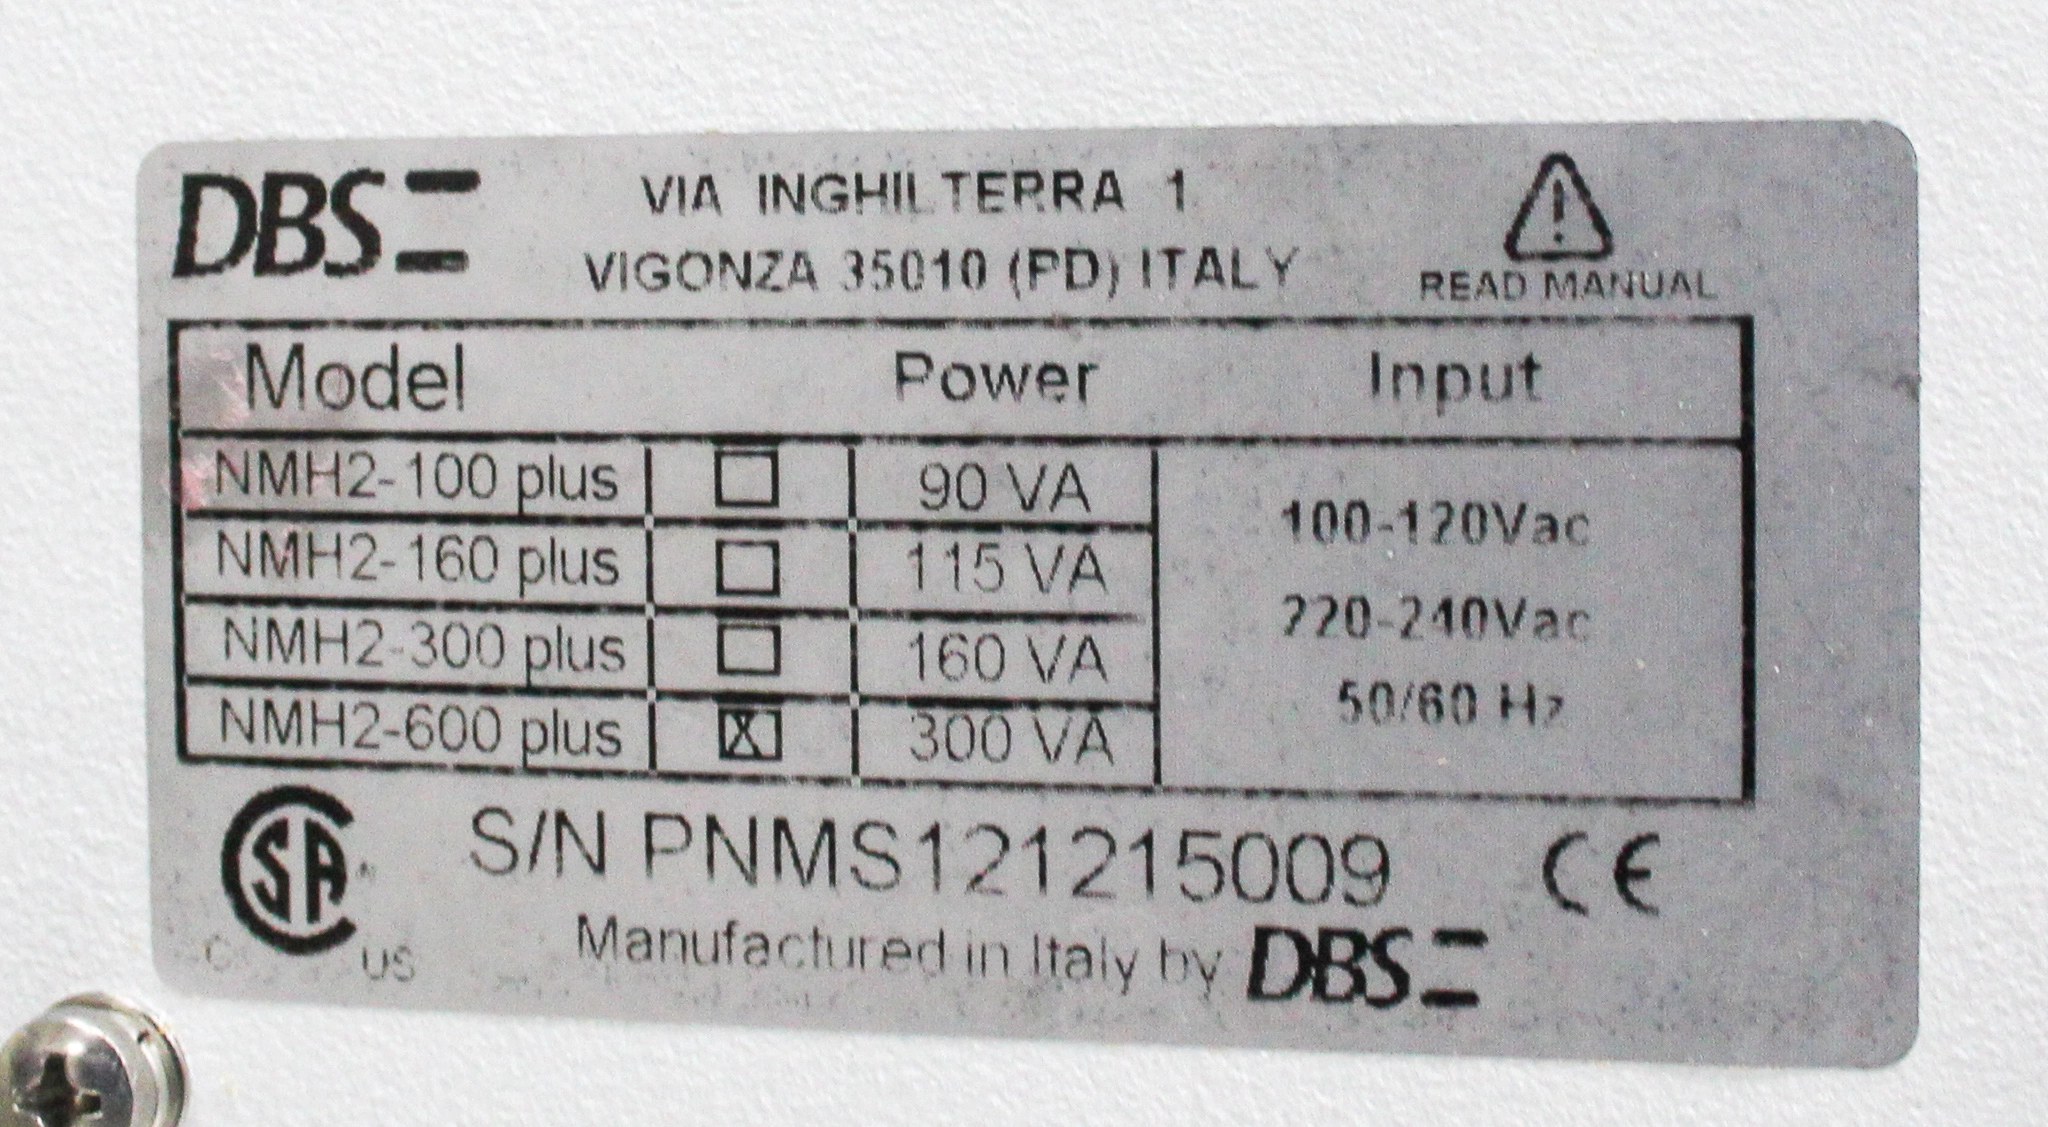 DBS VIA INGHILTERRA 1
VIGONZA 35010 (PD) ITALY
READ MANUAL
Model Power Input
NMH2-100 plus 90 VA
NMH2-160 plus 115 VA
NMH2-300 plus 160 VA
NMH2-600 plus X 300 VA
100-120Vac
220-240Vac
50/60 Hz
SA
C US
S/N PNMS121215009 CE
Manufactured in Italy by DBS